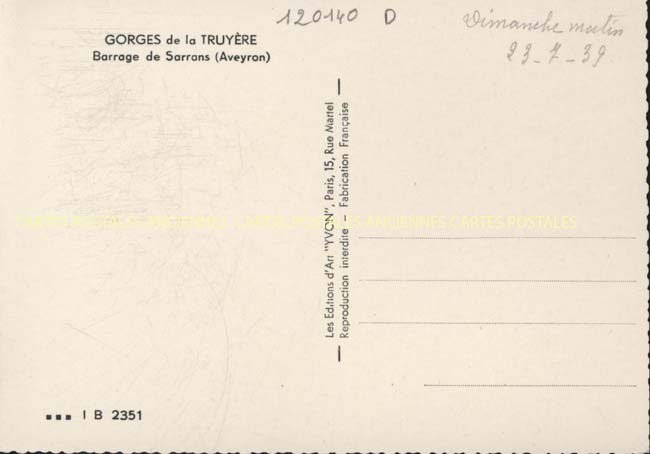 120140 D
Dimanche matin
23-7-39
GORGES de la TRUYÈRE
Barrage de Sarrans (Aveyron)
Les Editions d'Art "YVON". Paris, 15, Rue Martel
Reproduction interdite – Fabrication Française
CARTES POSTALES ANCIENNES CARTES POSTALES ANCIENNES CARTES POSTALES
I B 2351